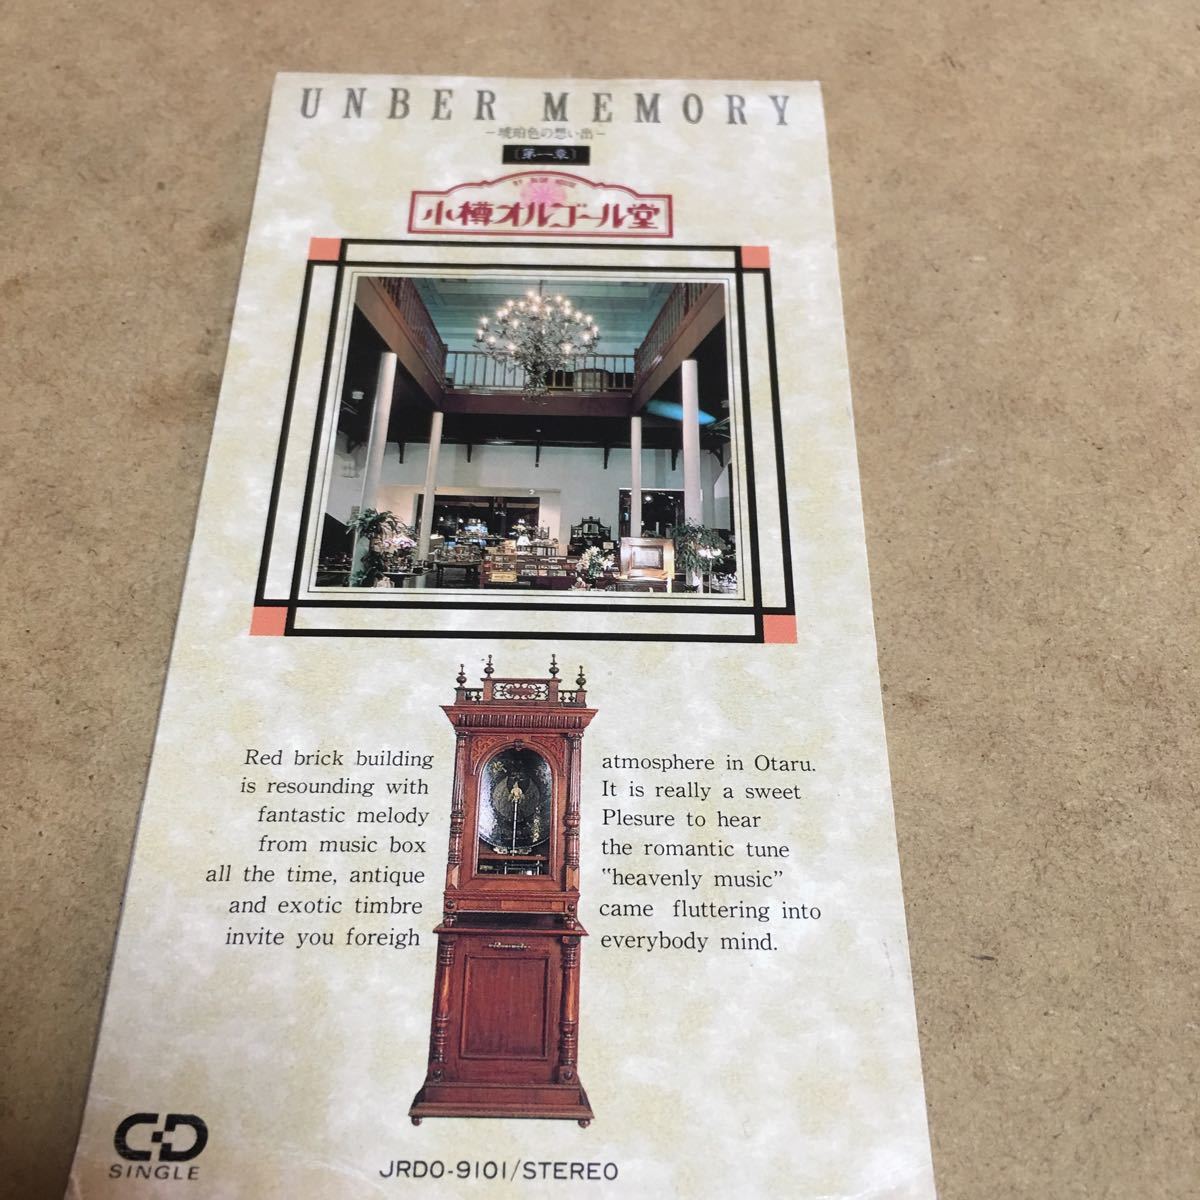 UNBER MEMORY
－琥珀色の想い出－
〔第一章〕
小樽オルゴール堂
Red brick building
is resounding with
fantastic melody
from music box
all the time, antique
and exotic timbre
invite you foreigh
atmosphere in Otaru.
It is really a sweet
Plesure to hear
the romantic tune
"heavenly music"
came fluttering into
everybody mind.
CD
SINGLE
JRDO-9101/STEREO